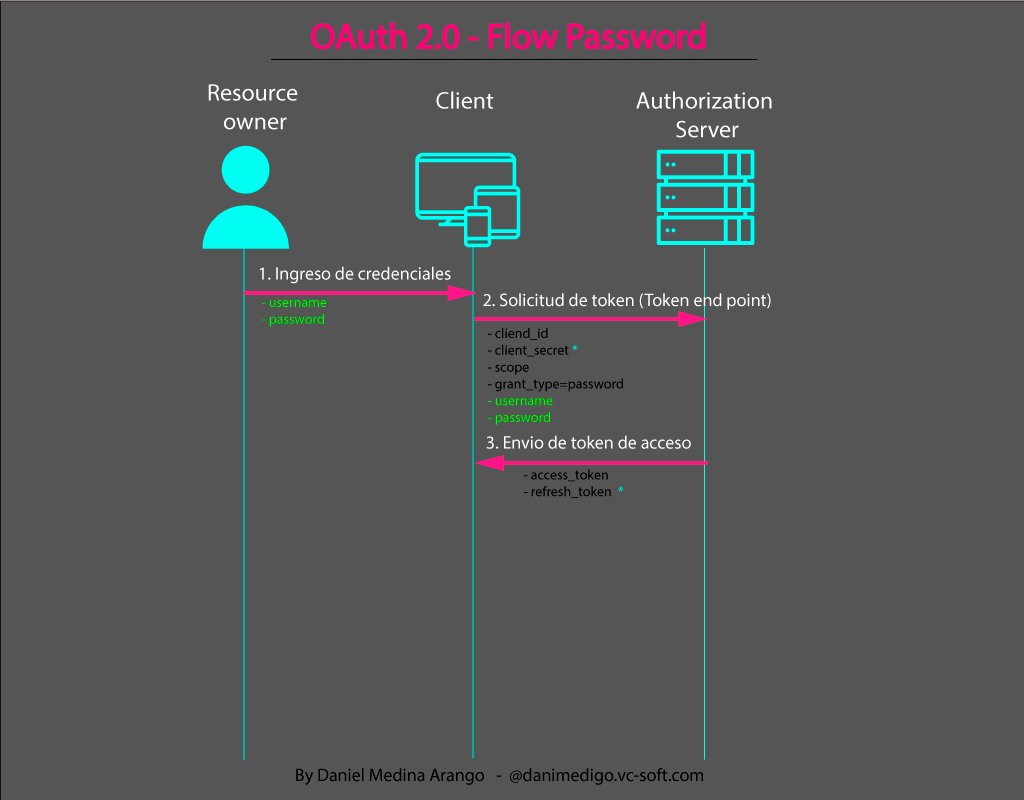 OAuth 2.0 - Flow Password
Resource
owner
Client
Authorization
Server
1. Ingreso de credenciales
- username
- password
2. Solicitud de token (Token end point)
- cliend_id
- client_secret *
- scope
- grant_type=password
- username
- password
3. Envio de token de acceso
- access_token
- refresh_token *
By Daniel Medina Arango - @danimedigo.vc-soft.com